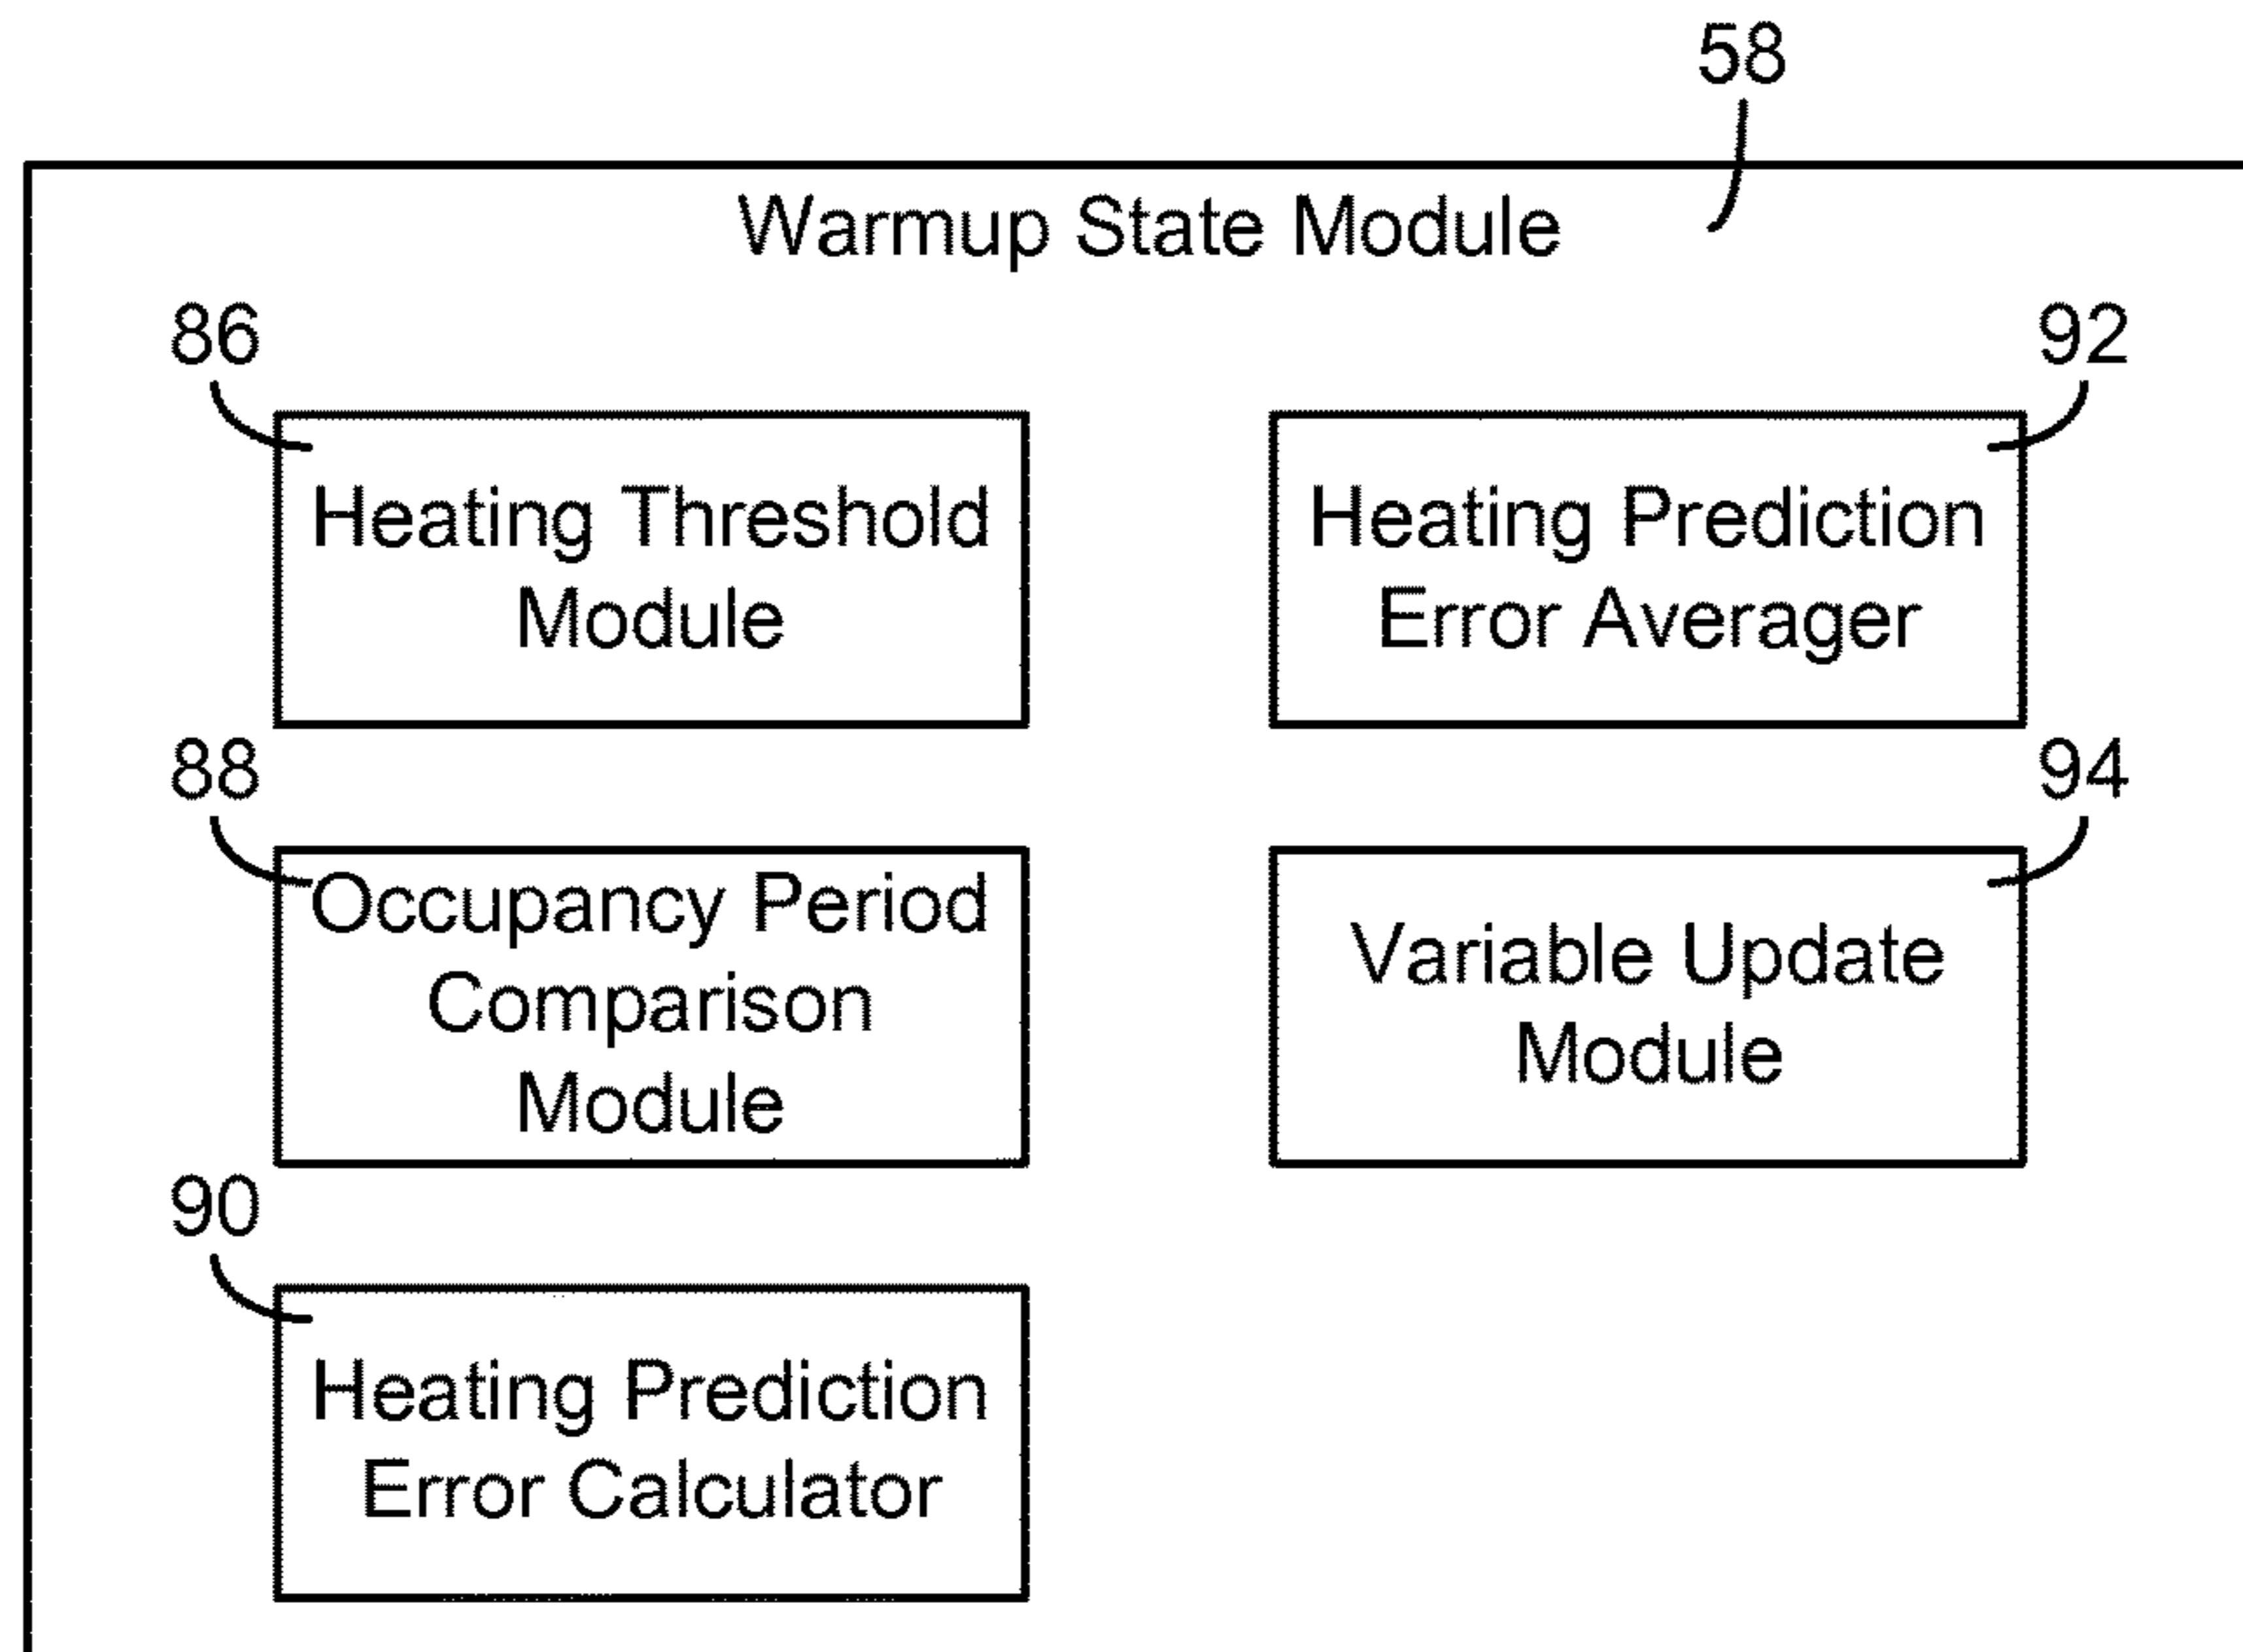 58
Warmup State Module
86
Heating Threshold
Module
92
Heating Prediction
Error Averager
88
Occupancy Period
Comparison
Module
94
Variable Update
Module
90
Heating Prediction
Error Calculator